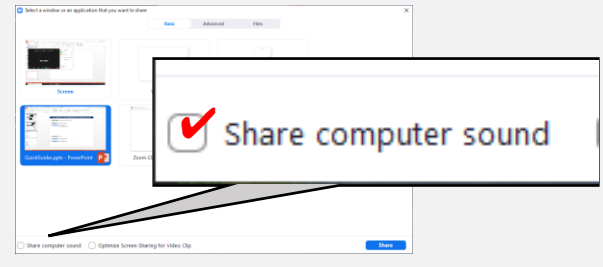 Select a window or an application that you want to share
Basic Advanced Files
Screen
QuickGuide.pptx - PowerPoint
Zoom
Share computer sound
Share computer sound Optimize Screen Sharing for Video Clip
Share